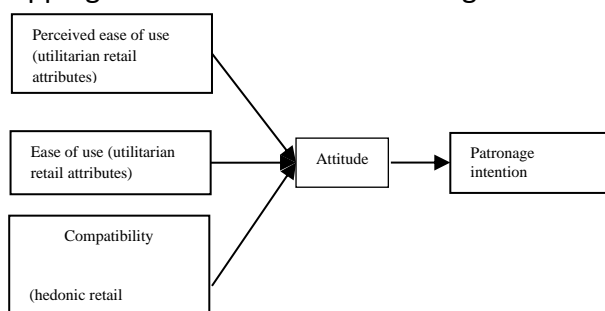 Perceived ease of use
(utilitarian retail
attributes)
Ease of use (utilitarian
retail attributes)
Attitude
Patronage
intention
Compatibility
(hedonic retail